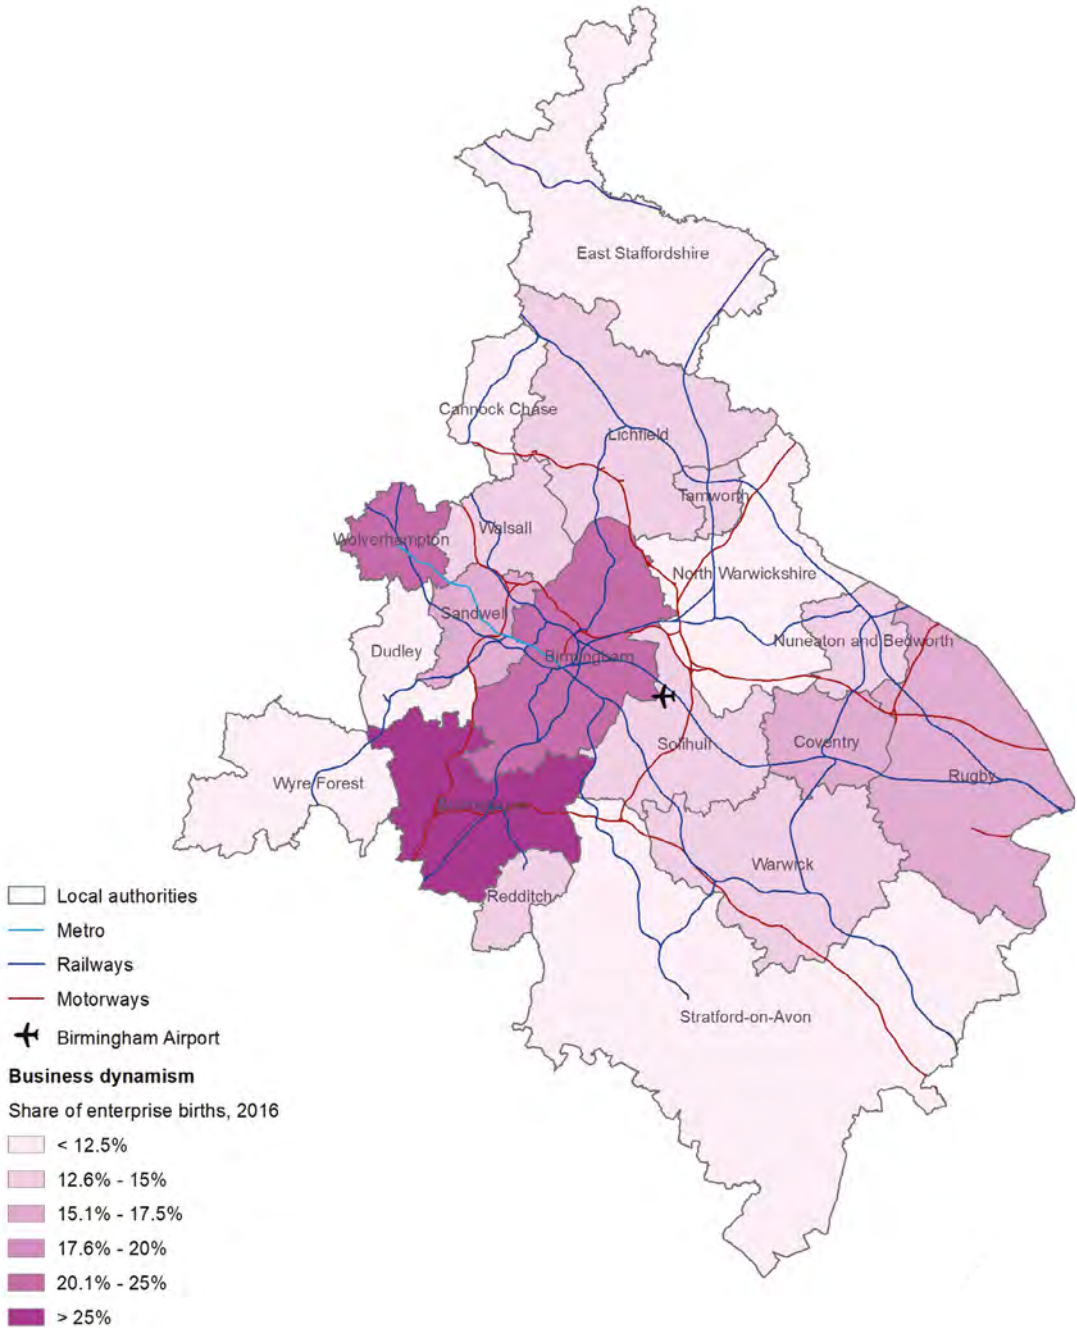 East Staffordshire
Cannock Chase
Lichfield
Tamworth
Walsall
Wolverhampton
North Warwickshire
Sandwell
Nuneaton and Bedworth
Dudley
Birmingham
Solihull
Coventry
Rugby
Wyre Forest
Warwick
Redditch
Stratford-on-Avon
Local authorities
Metro
Railways
Motorways
Birmingham Airport
Business dynamism
Share of enterprise births, 2016
< 12.5%
12.6% - 15%
15.1% - 17.5%
17.6% - 20%
20.1% - 25%
> 25%